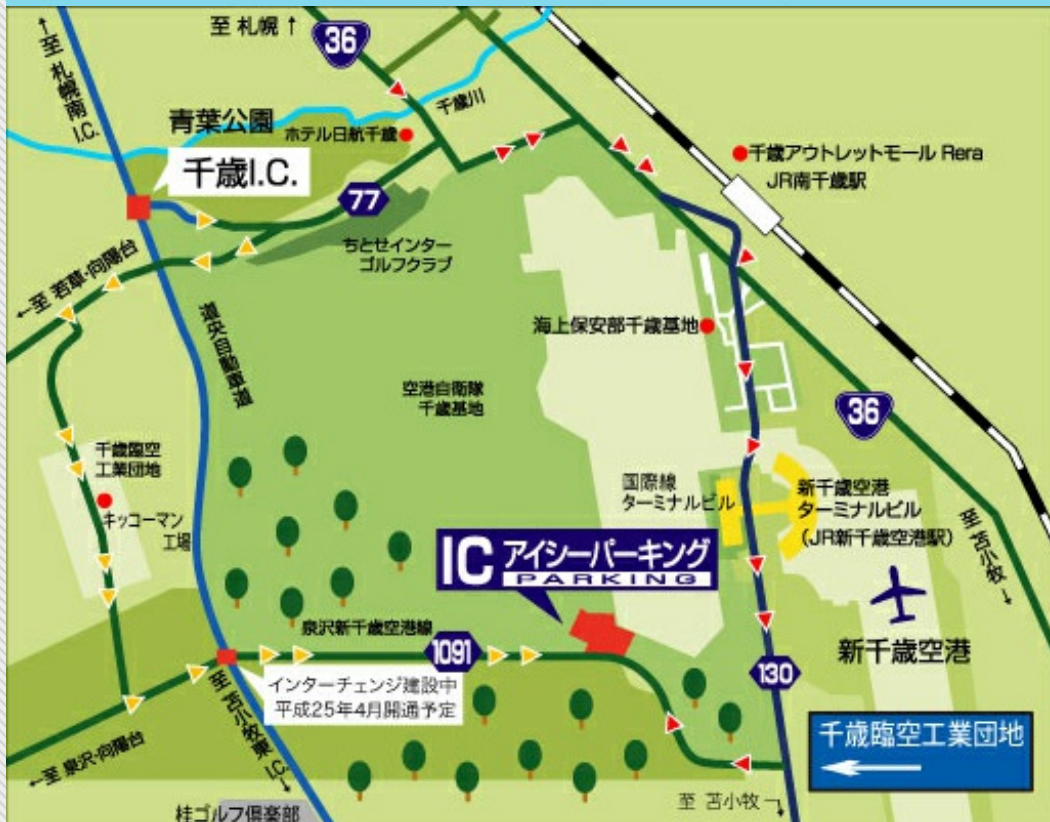 至 札幌 ↑
36
←至 札幌南 I.C.
千歳川
青葉公園
ホテル日航千歳
千歳I.C.
77
千歳アウトレットモール Rera
JR南千歳駅
ちとせインター
ゴルフクラブ
←至 若草・向陽台
道央自動車道
海上保安部千歳基地
空港自衛隊
千歳基地
36
千歳臨空
工業団地
キッコーマン
工場
国際線
ターミナルビル
新千歳空港
ターミナルビル
(JR新千歳空港駅)
至 苫小牧→
IC アイシーパーキング
PARKING
泉沢新千歳空港線
1091
新千歳空港
130
インターチェンジ建設中
平成25年4月開通予定
千歳臨空工業団地
←至 泉沢・向陽台
至 苫小牧東 I.C.→
至 苫小牧→
桂ゴルフ倶楽部